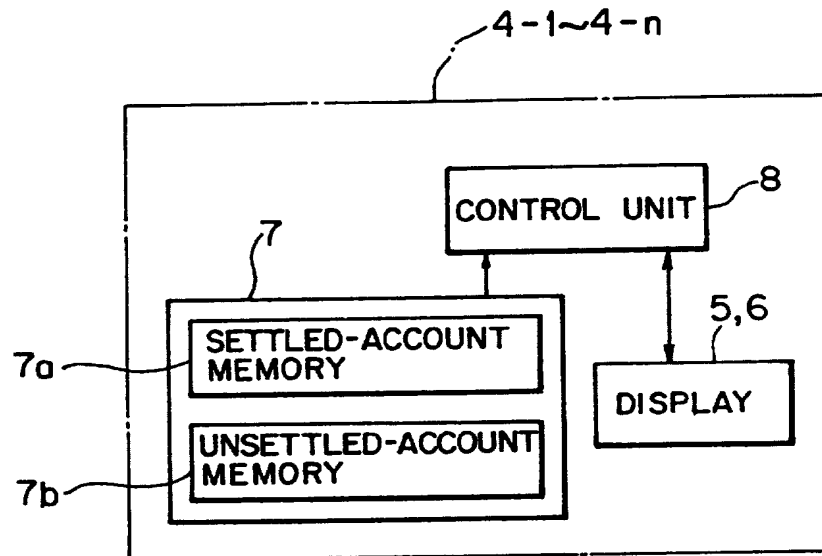 4-1~4-n
CONTROL UNIT
8
7
5,6
7a
SETTLED-ACCOUNT
MEMORY
DISPLAY
UNSETTLED-ACCOUNT
MEMORY
7b